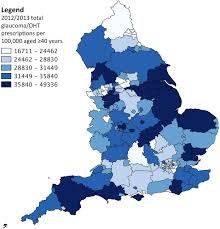 Legend
2012/2013 total
glaucoma/OHT
prescriptions per
100,000 aged ≥40 years
16711 - 24462
24462 - 28830
28830 - 31449
31449 - 35840
35840 - 49336